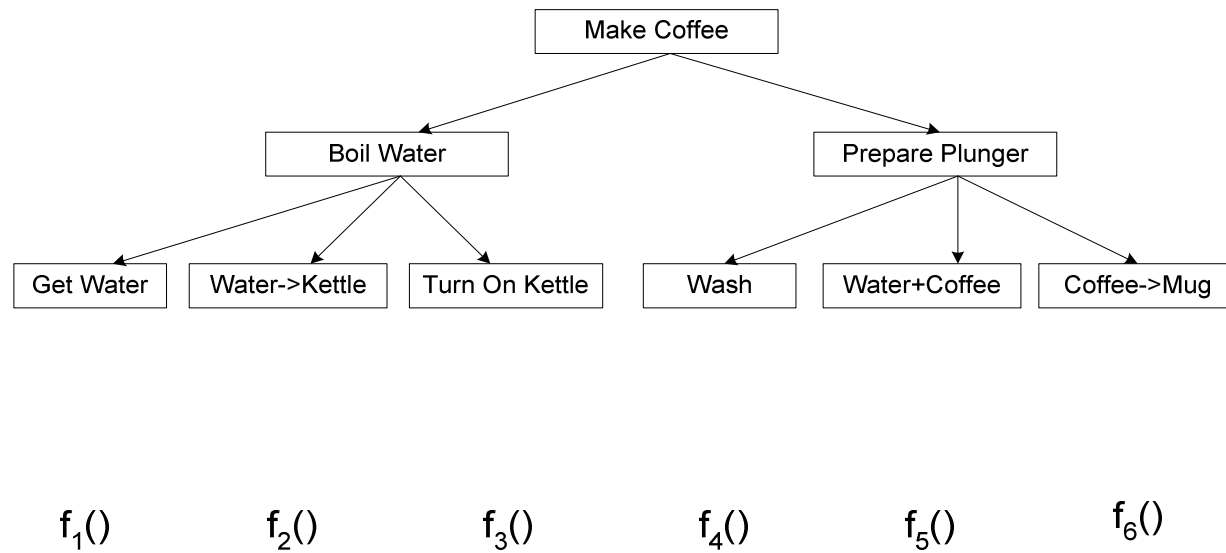 Make Coffee
Boil Water
Prepare Plunger
Get Water
Water->Kettle
Turn On Kettle
Wash
Water+Coffee
Coffee->Mug
f1()
f2()
f3()
f4()
f5()
f6()